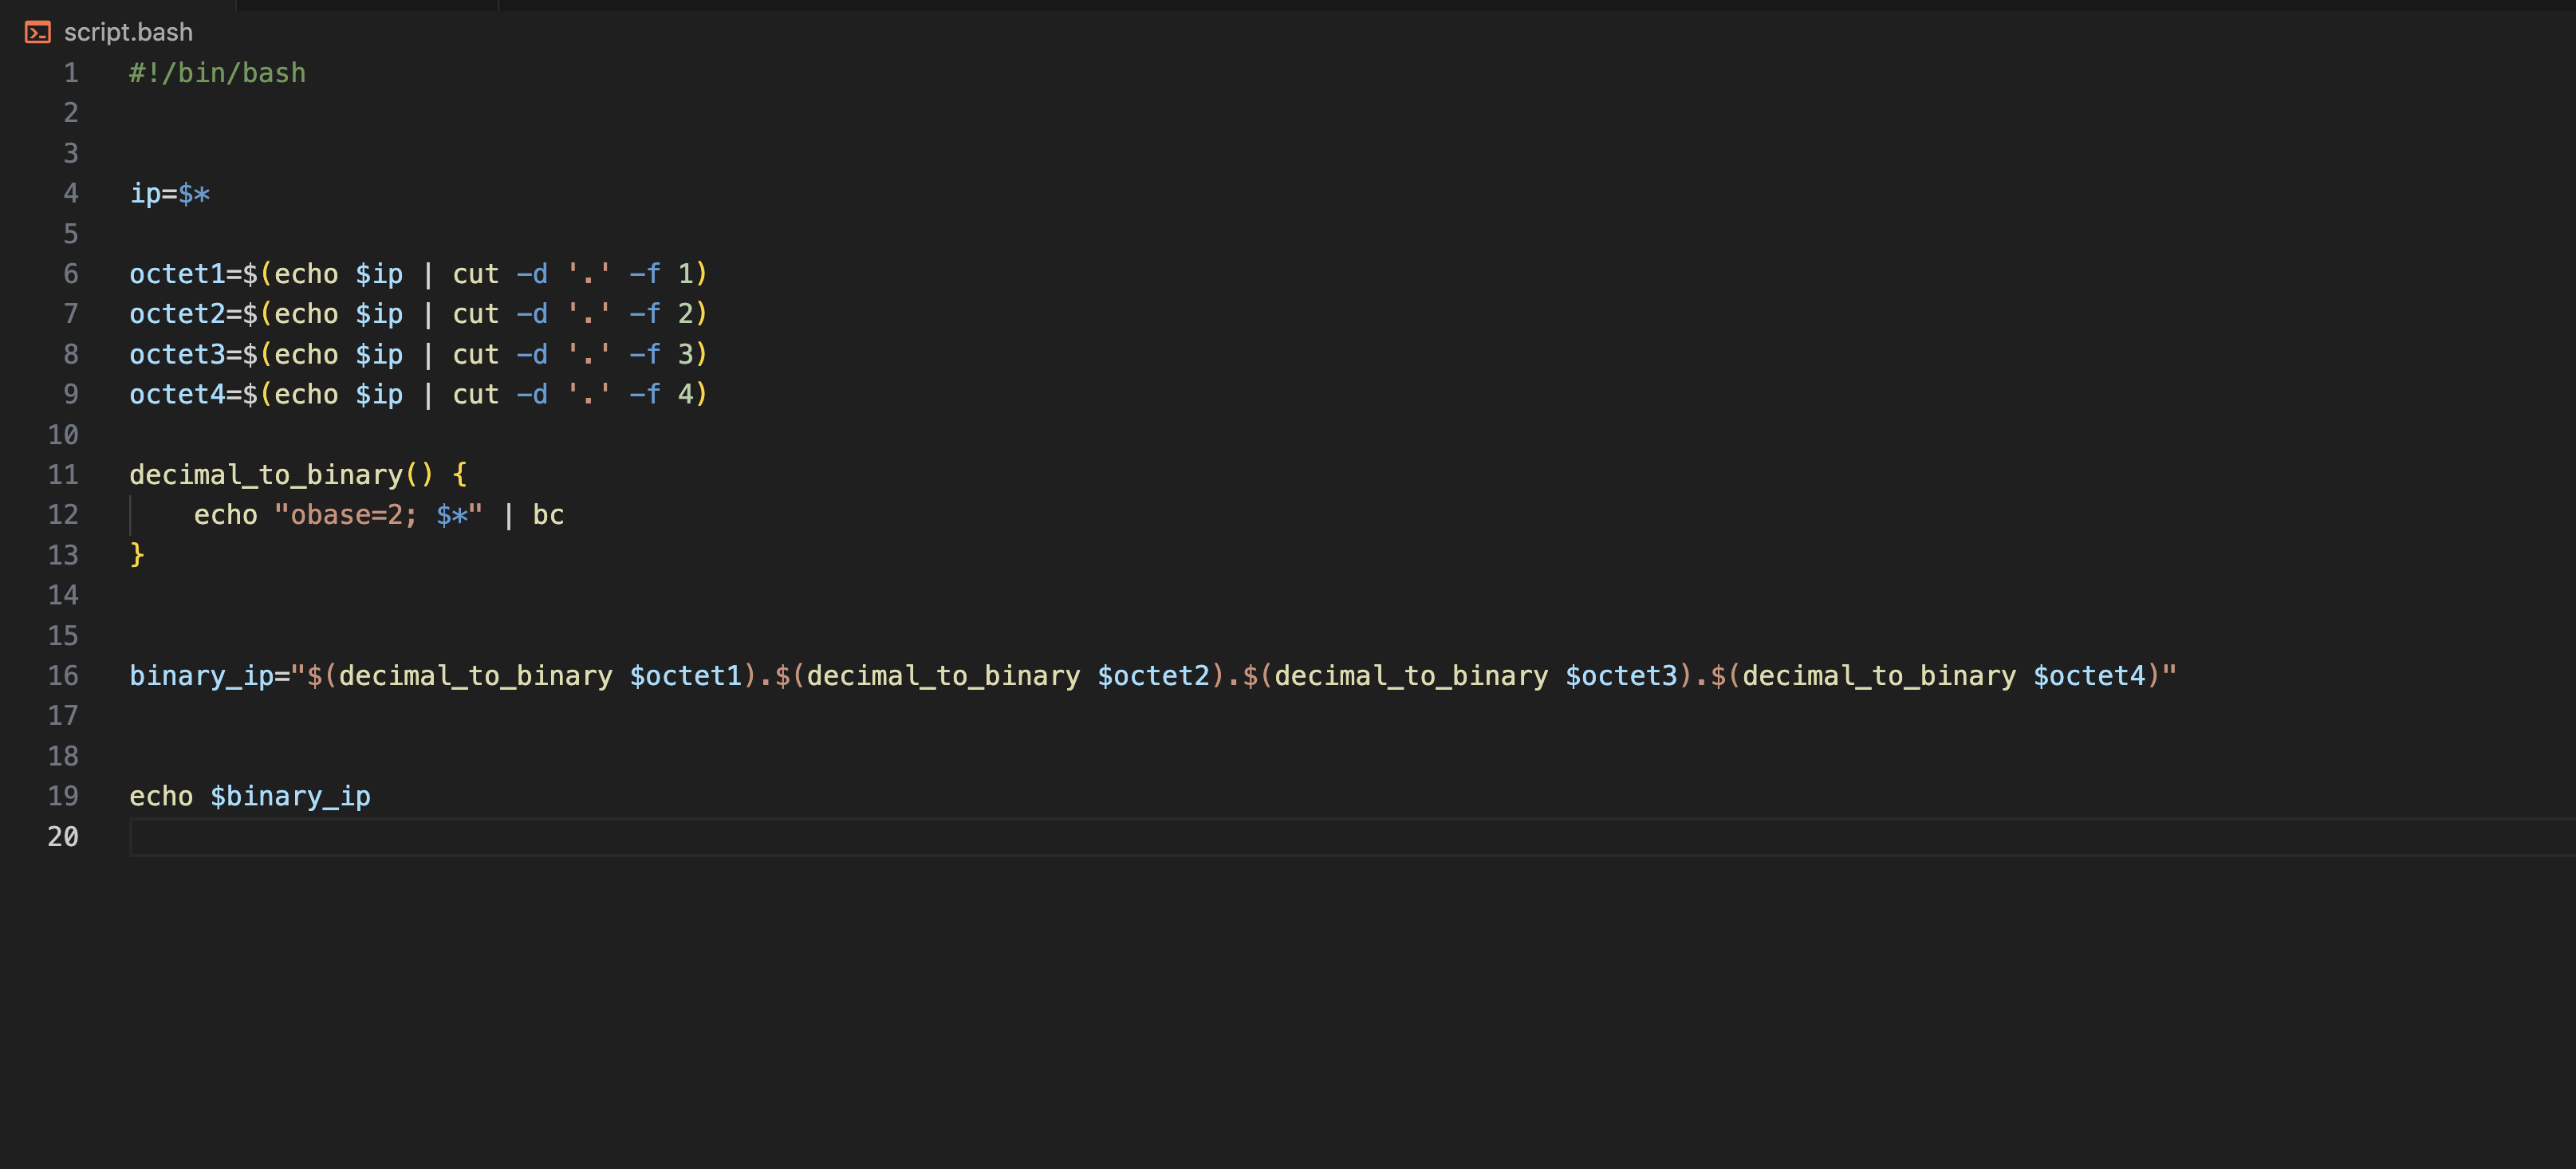 script.bash
1 #!/bin/bash
2
3
4 ip=$*
5
6 octet1=$(echo $ip | cut -d '.' -f 1)
7 octet2=$(echo $ip | cut -d '.' -f 2)
8 octet3=$(echo $ip | cut -d '.' -f 3)
9 octet4=$(echo $ip | cut -d '.' -f 4)
10
11 decimal_to_binary() {
12     echo "obase=2; $*" | bc
13 }
14
15
16 binary_ip="$(decimal_to_binary $octet1).$(decimal_to_binary $octet2).$(decimal_to_binary $octet3).$(decimal_to_binary $octet4)"
17
18
19 echo $binary_ip
20